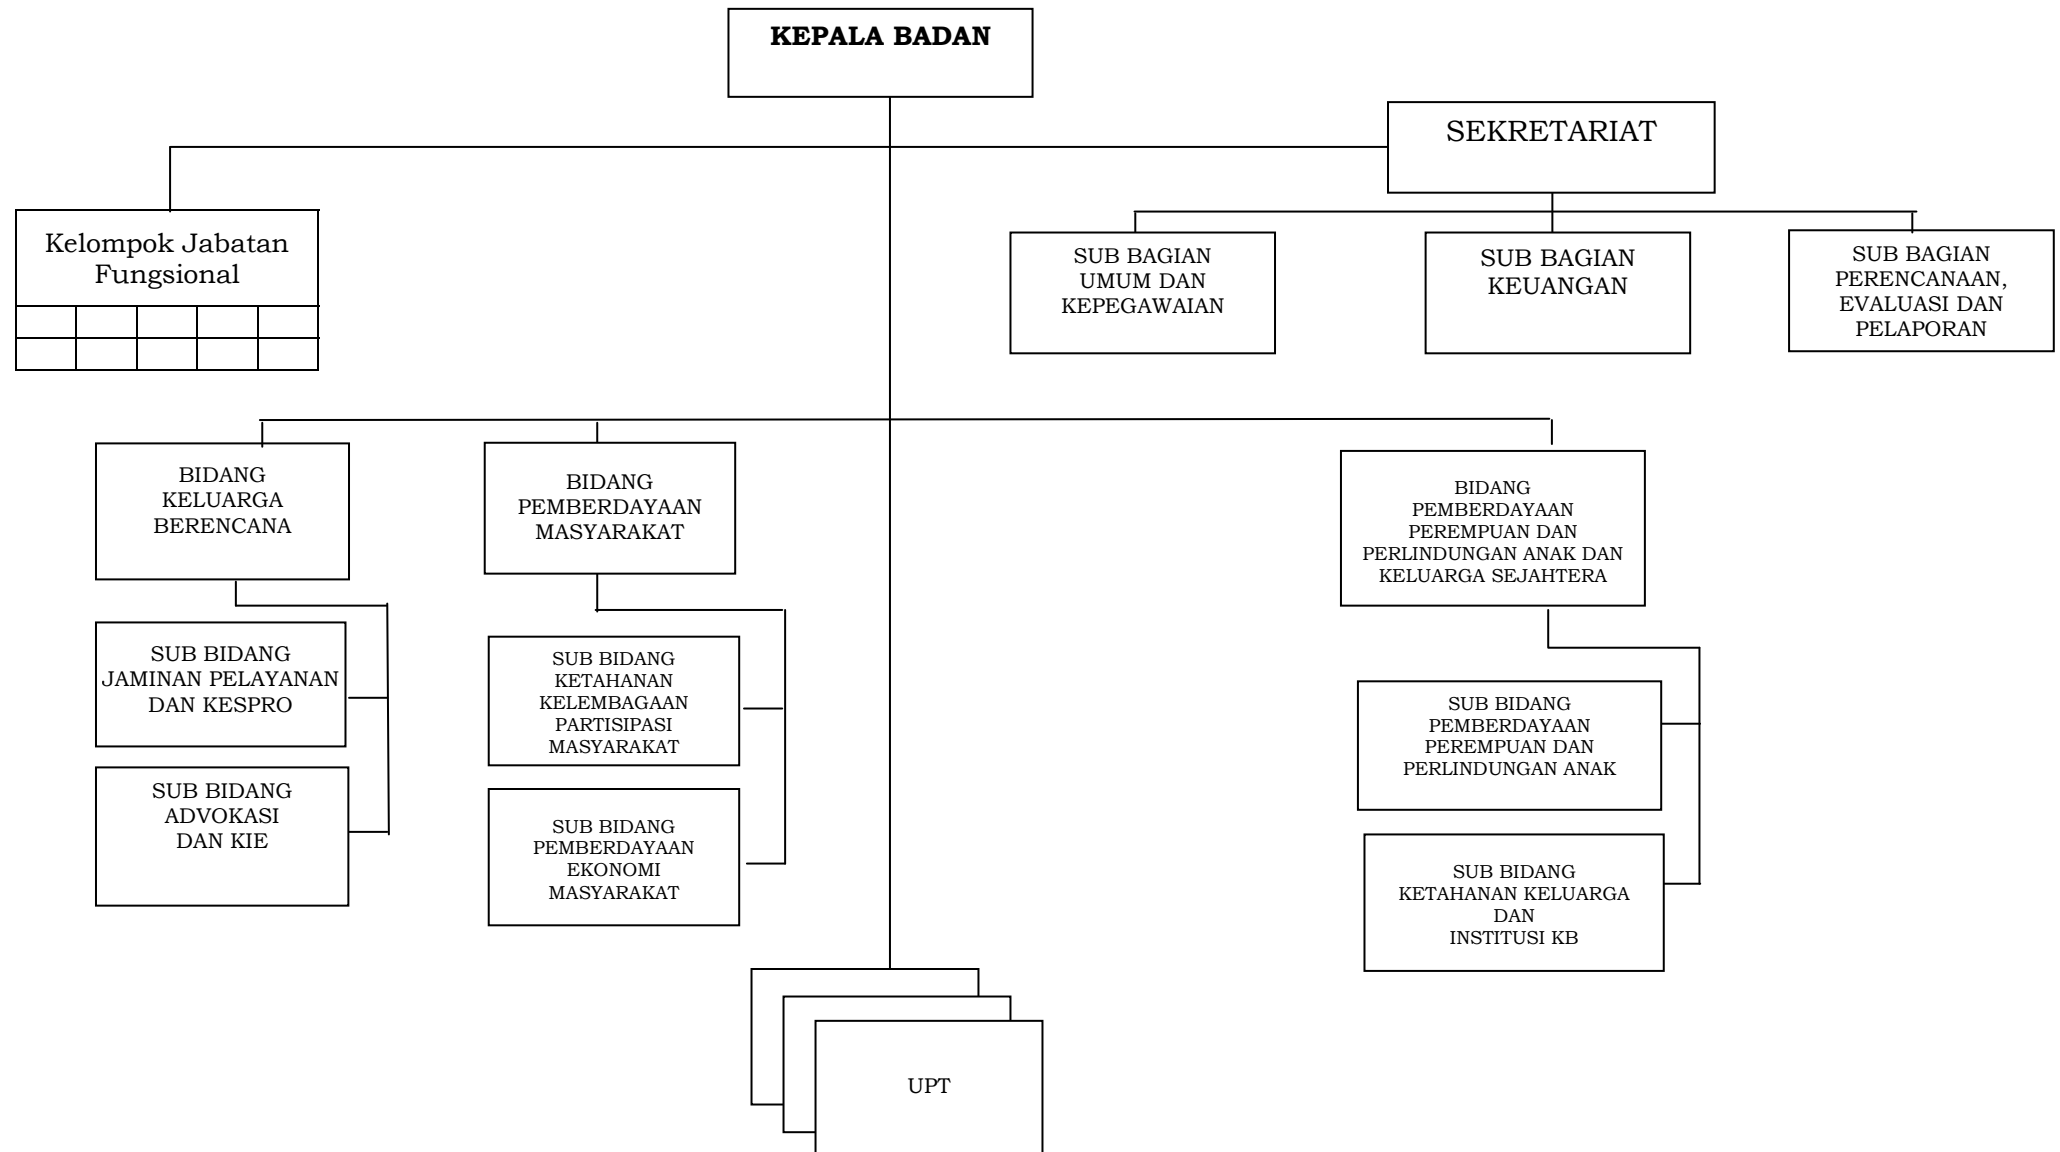 KEPALA BADAN
SEKRETARIAT
Kelompok Jabatan
Fungsional
SUB BAGIAN
UMUM DAN
KEPEGAWAIAN
SUB BAGIAN
KEUANGAN
SUB BAGIAN
PERENCANAAN,
EVALUASI DAN
PELAPORAN
BIDANG
KELUARGA
BERENCANA
BIDANG
PEMBERDAYAAN
MASYARAKAT
BIDANG
PEMBERDAYAAN
PEREMPUAN DAN
PERLINDUNGAN ANAK DAN
KELUARGA SEJAHTERA
SUB BIDANG
JAMINAN PELAYANAN
DAN KESPRO
SUB BIDANG
KETAHANAN
KELEMBAGAAN
PARTISIPASI
MASYARAKAT
SUB BIDANG
PEMBERDAYAAN
PEREMPUAN DAN
PERLINDUNGAN ANAK
SUB BIDANG
ADVOKASI
DAN KIE
SUB BIDANG
PEMBERDAYAAN
EKONOMI
MASYARAKAT
SUB BIDANG
KETAHANAN KELUARGA
DAN
INSTITUSI KB
UPT